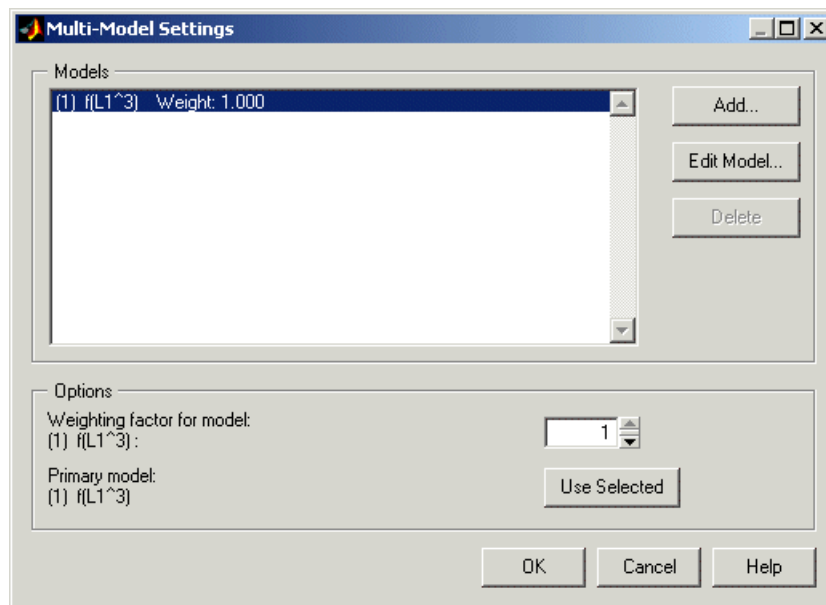 Multi-Model Settings
Models
(1) f(L1^3) Weight: 1.000
Add...
Edit Model...
Delete
Options
Weighting factor for model:
(1) f(L1^3) :
1
Primary model:
(1) f(L1^3)
Use Selected
OK
Cancel
Help